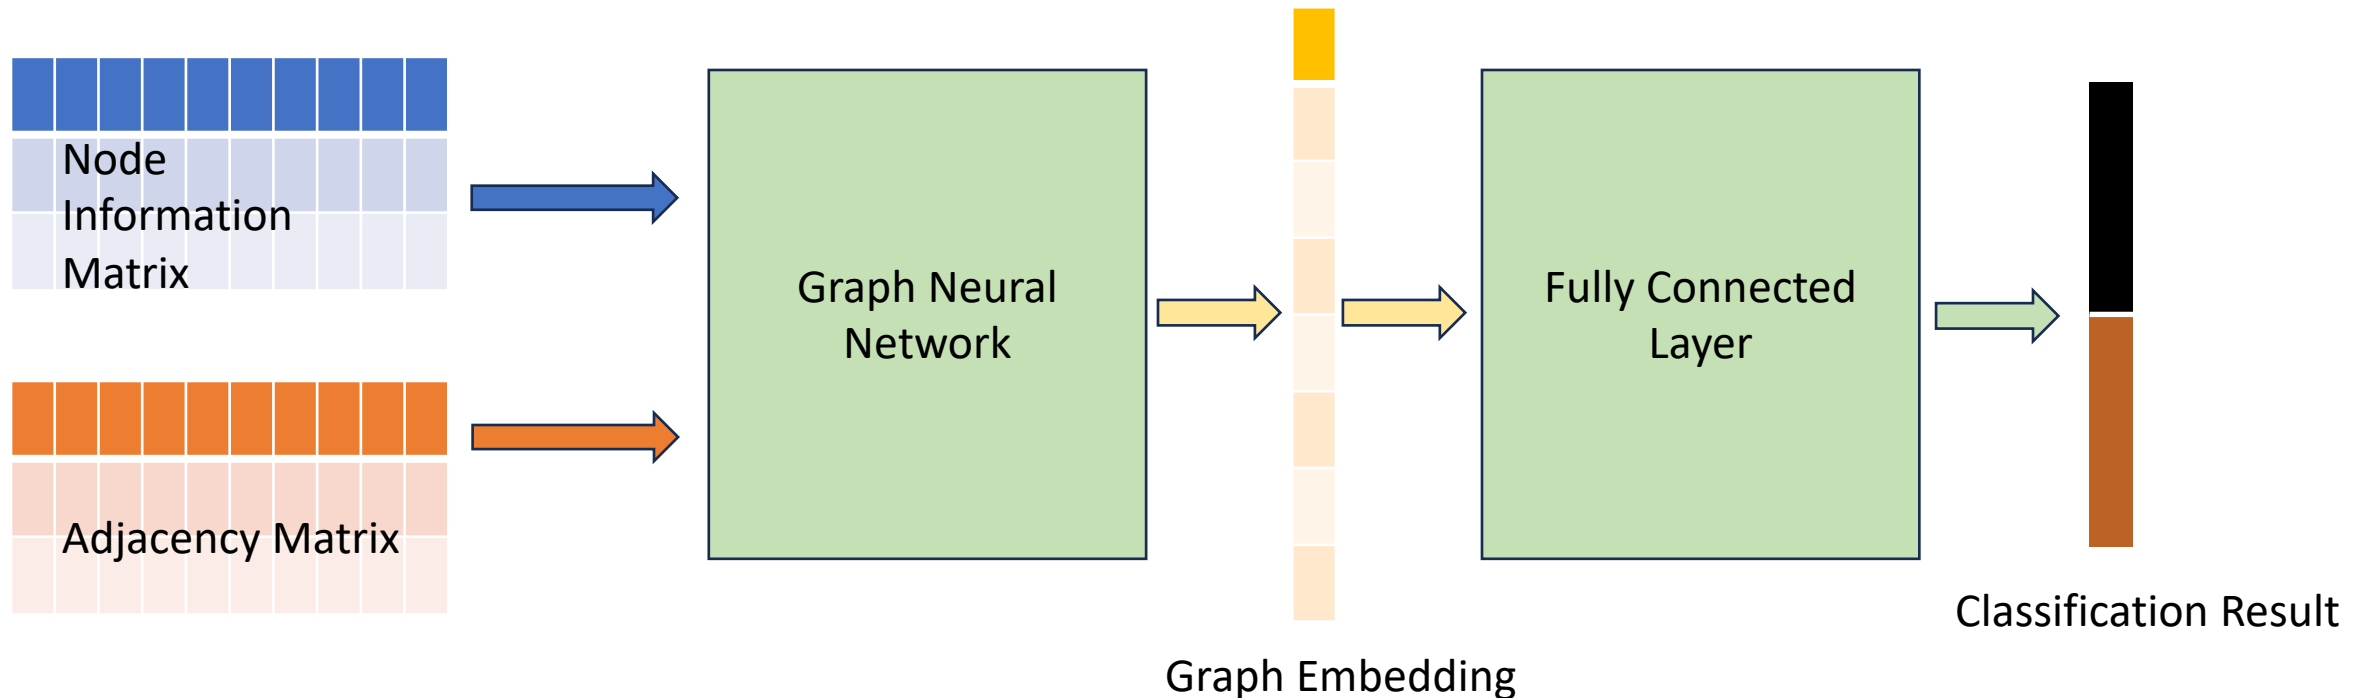 Node
Information
Matrix
Adjacency Matrix
Graph Neural
Network
Graph Embedding
Fully Connected
Layer
Classification Result